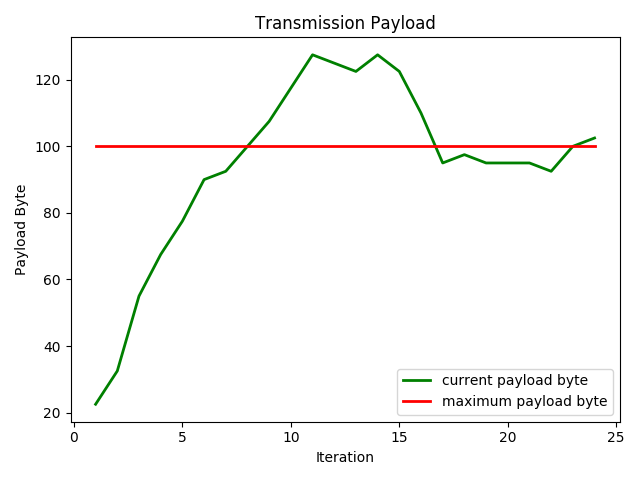 Transmission Payload
Payload Byte
120
100
80
60
40
20
0
5
10
15
20
25
Iteration
current payload byte
maximum payload byte